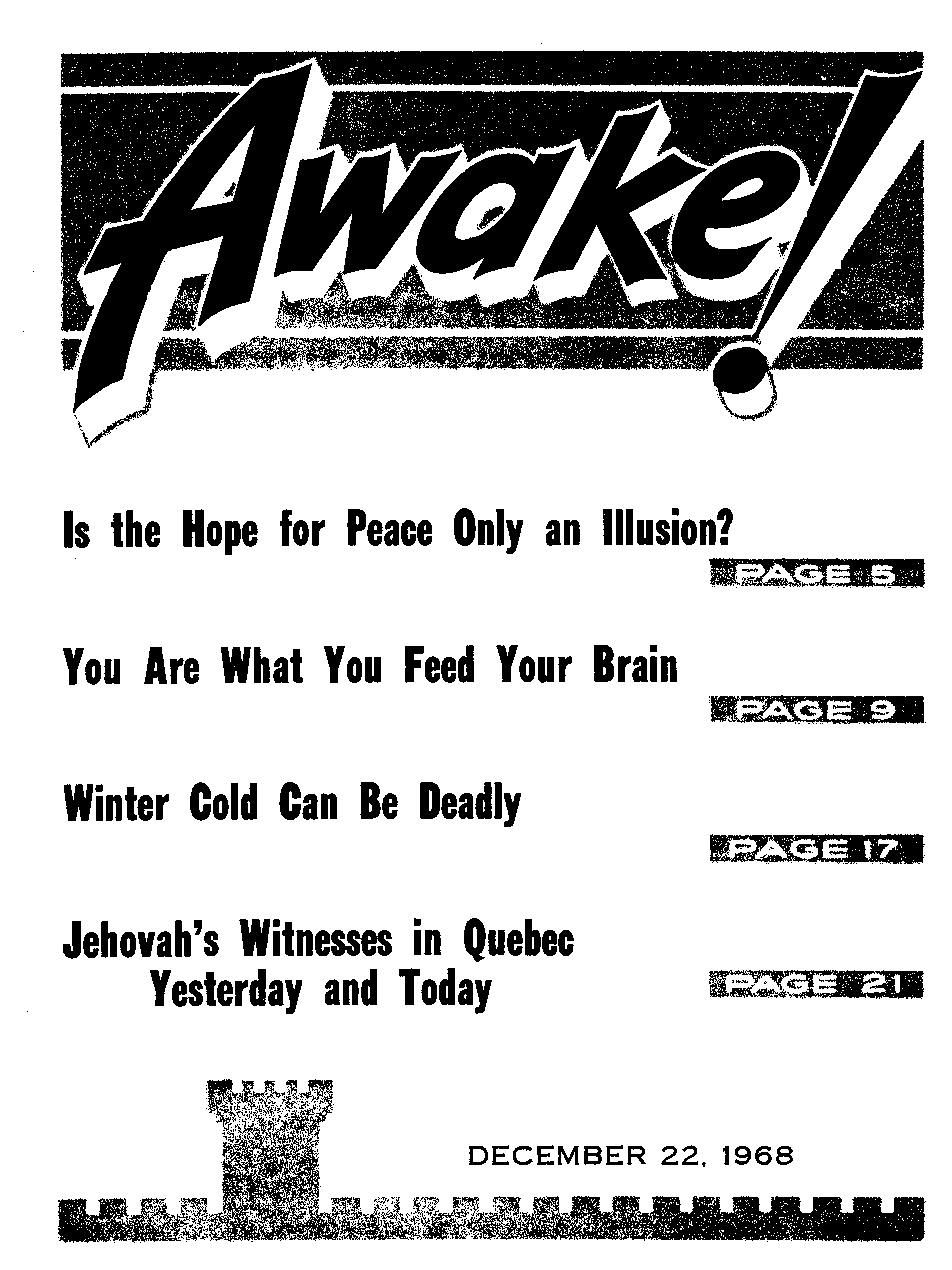 Awake!
Is the Hope for Peace Only an Illusion?
PAGE 5
You Are What You Feed Your Brain
PAGE 9
Winter Cold Can Be Deadly
PAGE 17
Jehovah's Witnesses in Quebec
Yesterday and Today
PAGE 21
DECEMBER 22, 1968